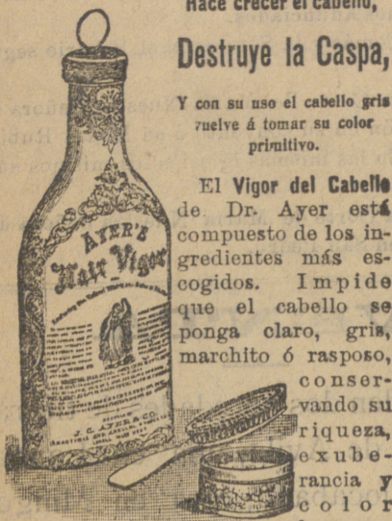 Hace crecer el cabello,
Destruye la Caspa,
Y con su uso el cabello gris
vuelve á tomar su color
primitivo.
El Vigor del Cabello
de Dr. Ayer está
compuesto de los in-
gredientes más es-
cogidos. Impide
que el cabello se
ponga claro, gris,
marchito ó rasposo,
conser-
vando su
riqueza,
exube-
rancia y
color
AYER'S
Hair Vigor
J. C. AYER & CO.